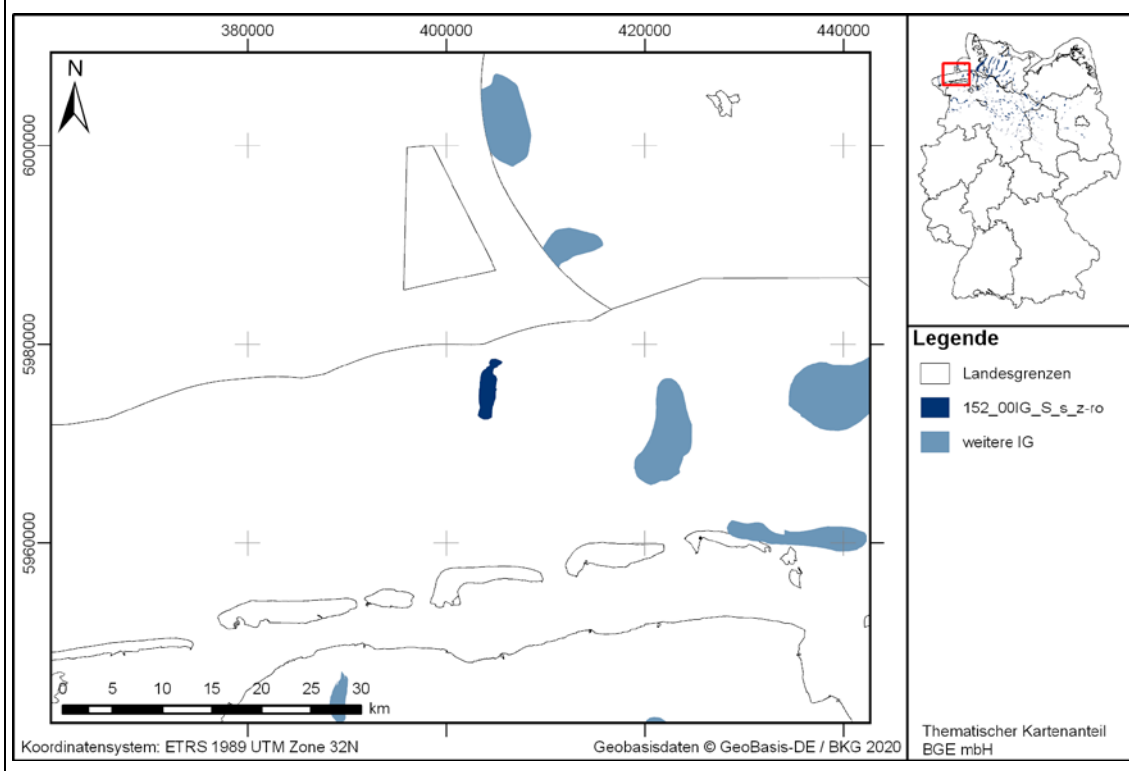 380000 400000 420000 440000
N
6000000
5980000
5960000
0 5 10 15 20 25 30
km
Koordinatensystem: ETRS 1989 UTM Zone 32N
Geobasisdaten © GeoBasis-DE / BKG 2020
Legende
Landesgrenzen
152_00IG_S_s_z-ro
weitere IG
Thematischer Kartenanteil
BGE mbH